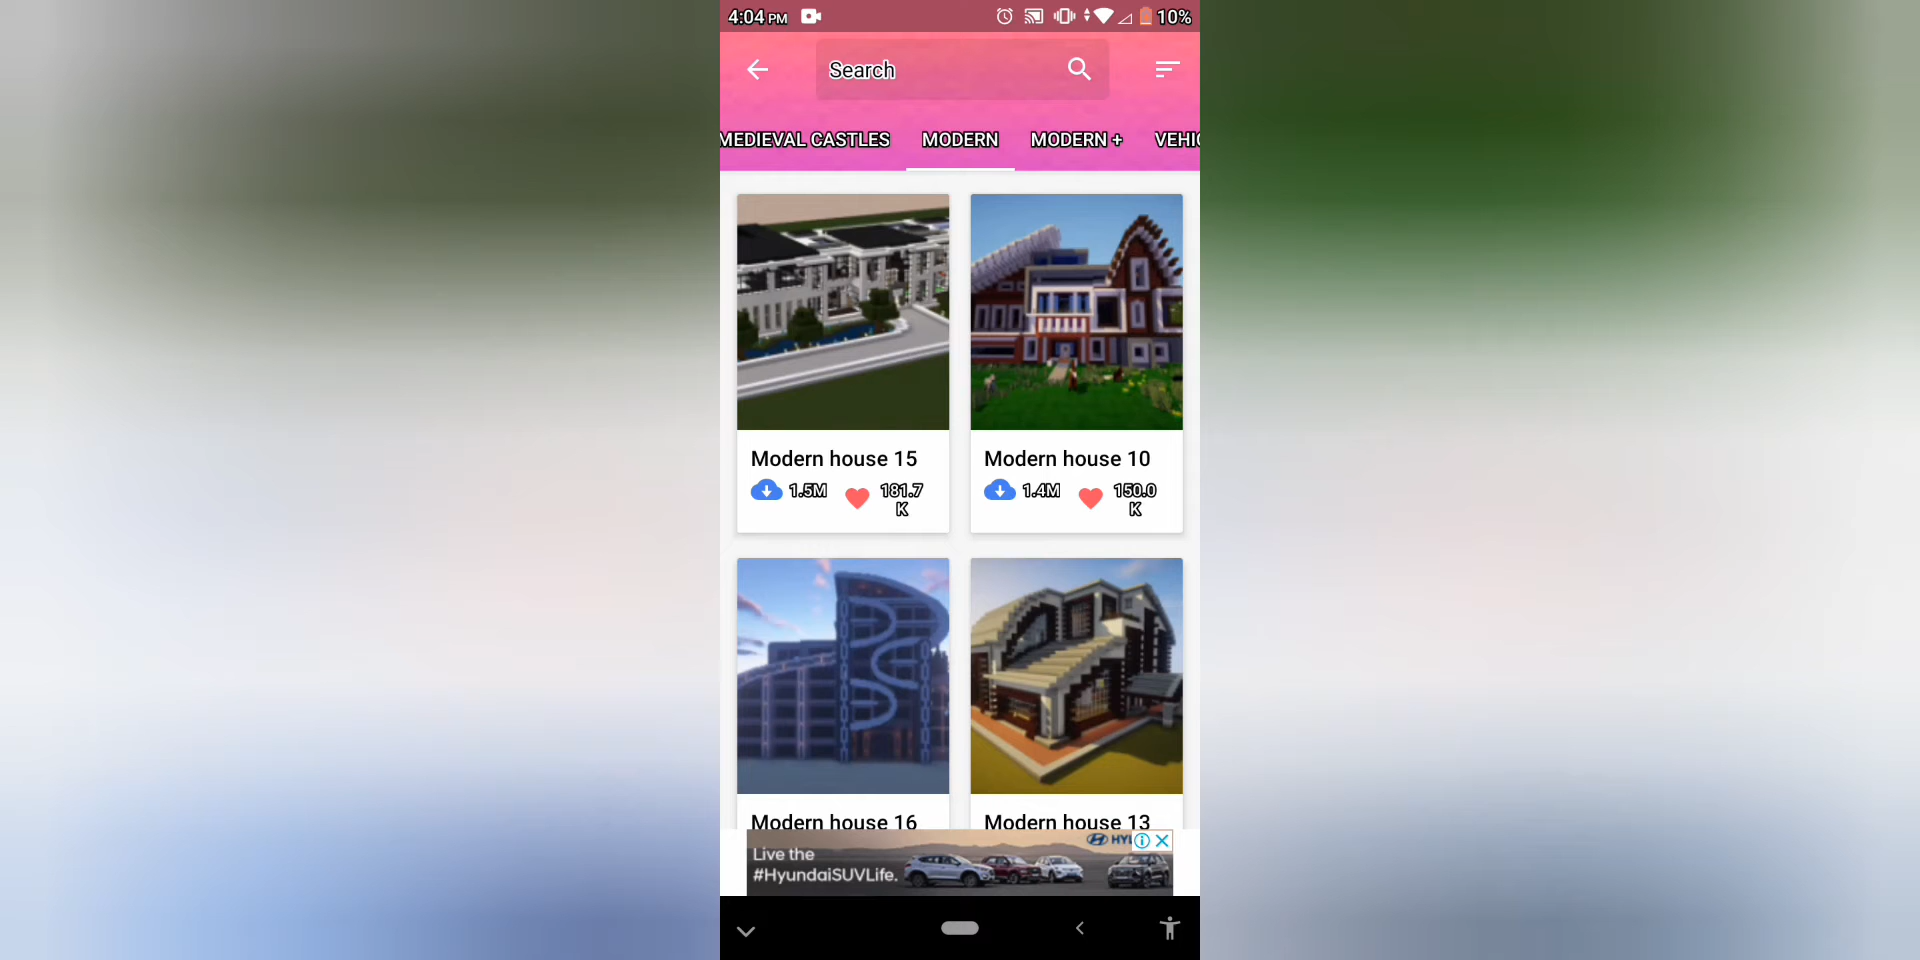 4:04 PM
10%
Search
MEDIEVAL CASTLES
MODERN
MODERN +
Modern house 15
1.5M
181.7
K
Modern house 10
1.4M
150.0
K
Modern house 16
Modern house 13
Live the
#HyundaiSUVLife.